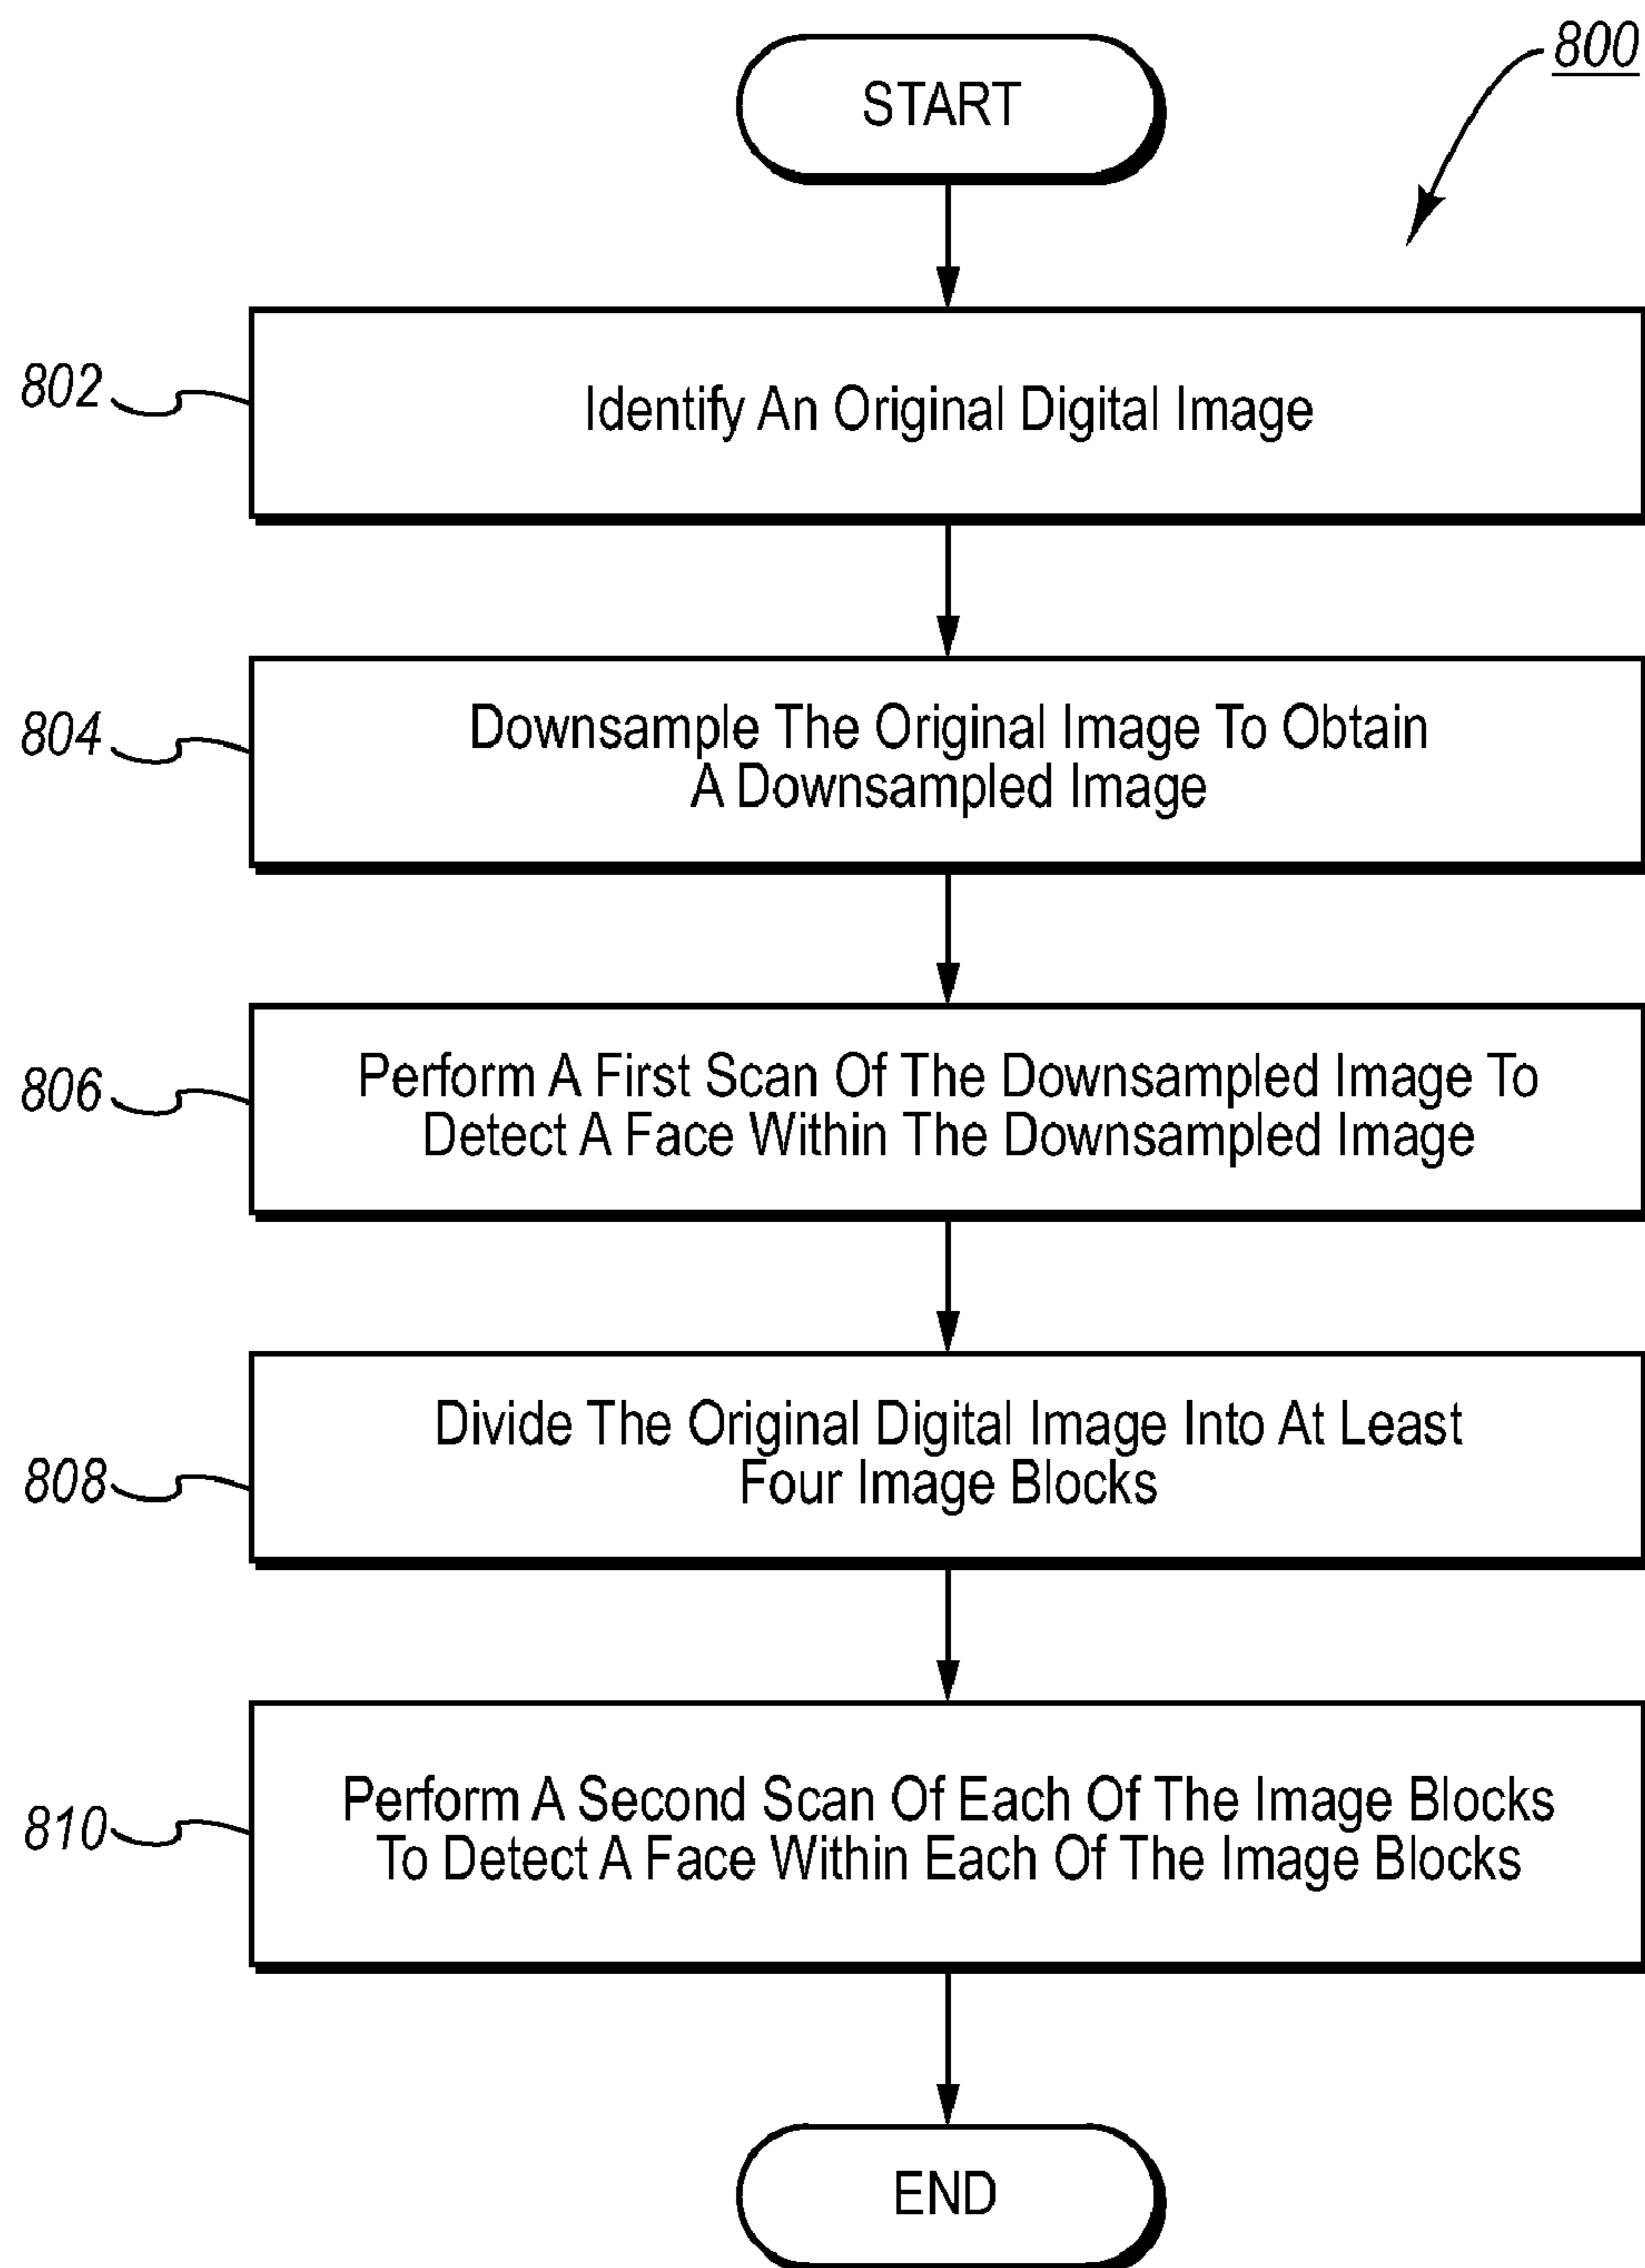 800
START
802
Identify An Original Digital Image
804
Downsample The Original Image To Obtain
A Downsampled Image
806
Perform A First Scan Of The Downsampled Image To
Detect A Face Within The Downsampled Image
808
Divide The Original Digital Image Into At Least
Four Image Blocks
810
Perform A Second Scan Of Each Of The Image Blocks
To Detect A Face Within Each Of The Image Blocks
END